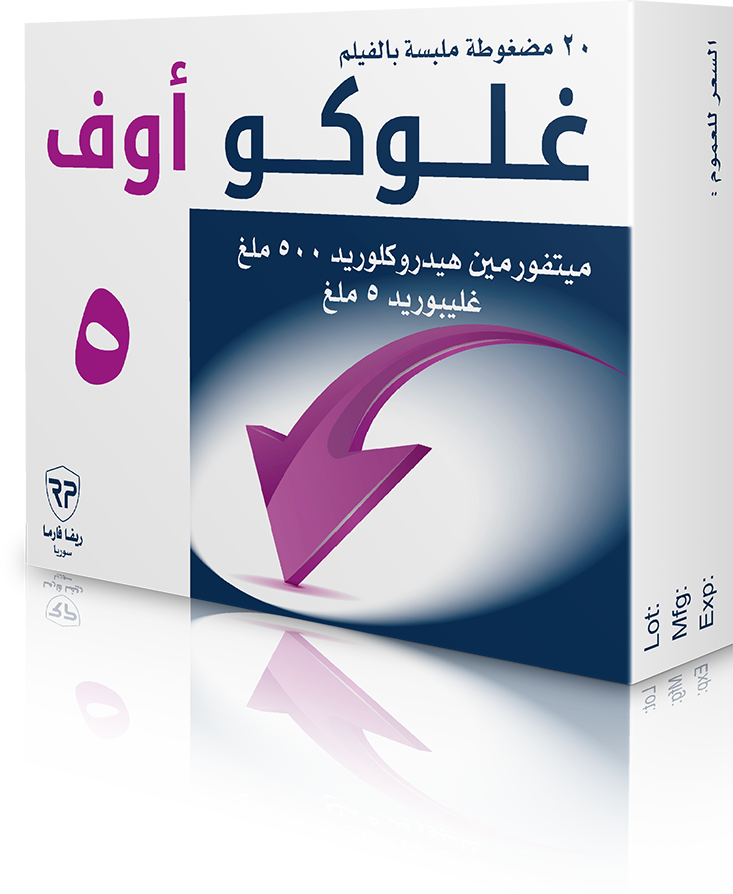 ٢٠ مضغوطة ملبسة بالفيلم
غلوكو أوف
ميتفورمين هيدروكلوريد ٥٠٠ ملغ
غليبوريد ٥ ملغ
٥
RP
ريفا فارما
سوريا
السعر للعموم :
Lot:
Mfg:
Exp: